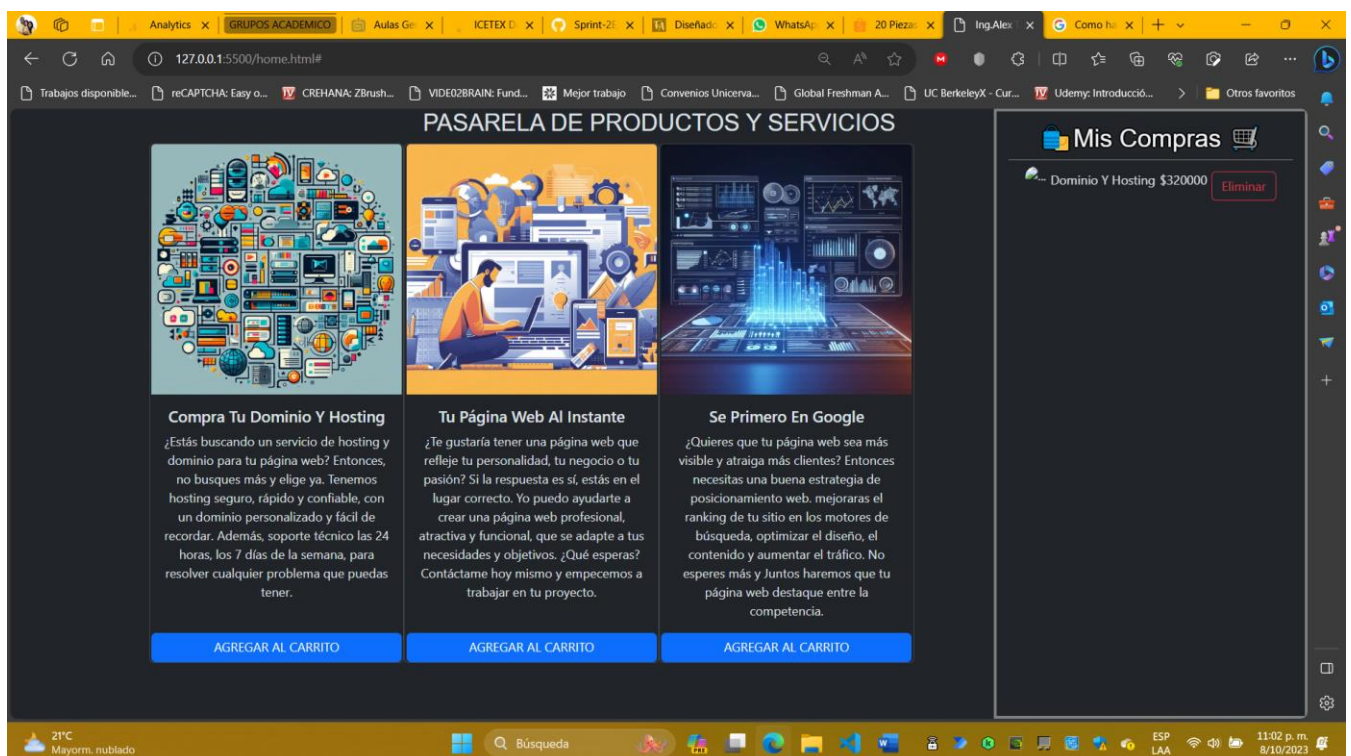 Analytics
GRUPOS ACADEMICO
Aulas Ge
ICETEX D
Sprint-2E
Diseñado
WhatsAp
20 Piezas
Ing.Alex
Como ha
127.0.0.1:5500/home.html#
Trabajos disponible...
reCAPTCHA: Easy o...
CREHANA: ZBrush...
VIDEO2BRAIN: Fund...
Mejor trabajo
Convenios Unicerva...
Global Freshman A...
UC BerkeleyX - Cur...
Udemy: Introducció...
Otros favoritos
PASARELA DE PRODUCTOS Y SERVICIOS
Compra Tu Dominio Y Hosting
¿Estás buscando un servicio de hosting y
dominio para tu página web? Entonces,
no busques más y elige ya. Tenemos
hosting seguro, rápido y confiable, con
un dominio personalizado y fácil de
recordar. Además, soporte técnico las 24
horas, los 7 días de la semana, para
resolver cualquier problema que puedas
tener.
AGREGAR AL CARRITO
Tu Página Web Al Instante
¿Te gustaría tener una página web que
refleje tu personalidad, tu negocio o tu
pasión? Si la respuesta es sí, estás en el
lugar correcto. Yo puedo ayudarte a
crear una página web profesional,
atractiva y funcional, que se adapte a tus
necesidades y objetivos. ¿Qué esperas?
Contáctame hoy mismo y empecemos a
trabajar en tu proyecto.
AGREGAR AL CARRITO
Se Primero En Google
¿Quieres que tu página web sea más
visible y atraiga más clientes? Entonces
necesitas una buena estrategia de
posicionamiento web. mejoraras el
ranking de tu sitio en los motores de
búsqueda, optimizar el diseño, el
contenido y aumentar el tráfico. No
esperes más y Juntos haremos que tu
página web destaque entre la
competencia.
AGREGAR AL CARRITO
Mis Compras
... Dominio Y Hosting $320000 Eliminar
21°C
Mayorm. nublado
Búsqueda
ESP
LAA
11:02 p. m.
8/10/2023